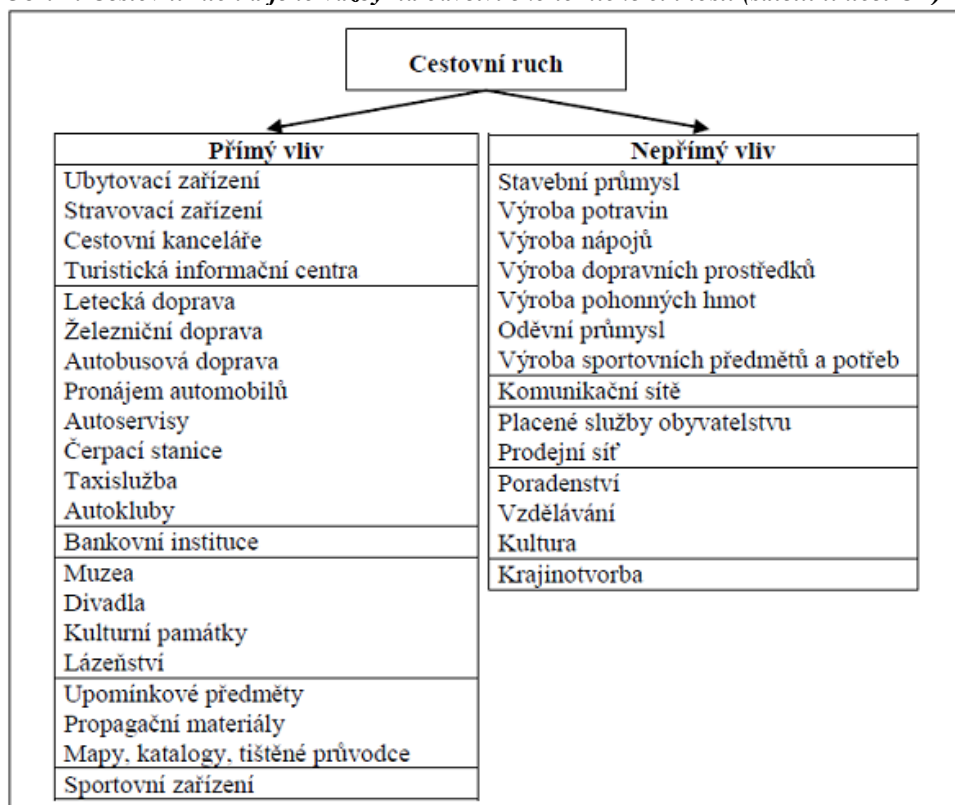 Cestovní ruch
Přímý vliv
Ubytovací zařízení
Stravovací zařízení
Cestovní kanceláře
Turistická informační centra
Letecká doprava
Železniční doprava
Autobusová doprava
Pronájem automobilů
Autoservisy
Čerpací stanice
Taxislužba
Autokluby
Bankovní instituce
Muzea
Divadla
Kulturní památky
Lázeňství
Upomínkové předměty
Propagační materiály
Mapy, katalogy, tištěné průvodce
Sportovní zařízení
Nepřímý vliv
Stavební průmysl
Výroba potravin
Výroba nápojů
Výroba dopravních prostředků
Výroba pohonných hmot
Oděvní průmysl
Výroba sportovních předmětů a potřeb
Komunikační sítě
Placené služby obyvatelstvu
Prodejní síť
Poradenství
Vzdělávání
Kultura
Krajinotvorba